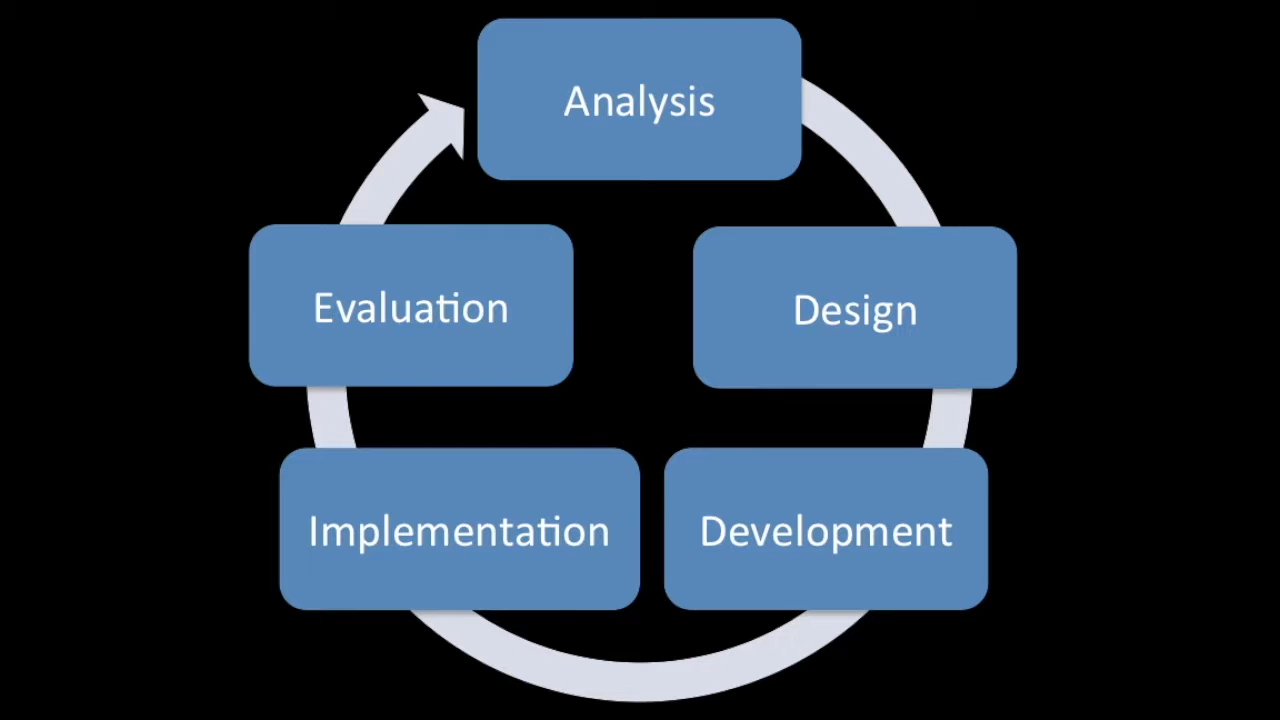 Analysis
Evaluation
Design
Implementation
Development